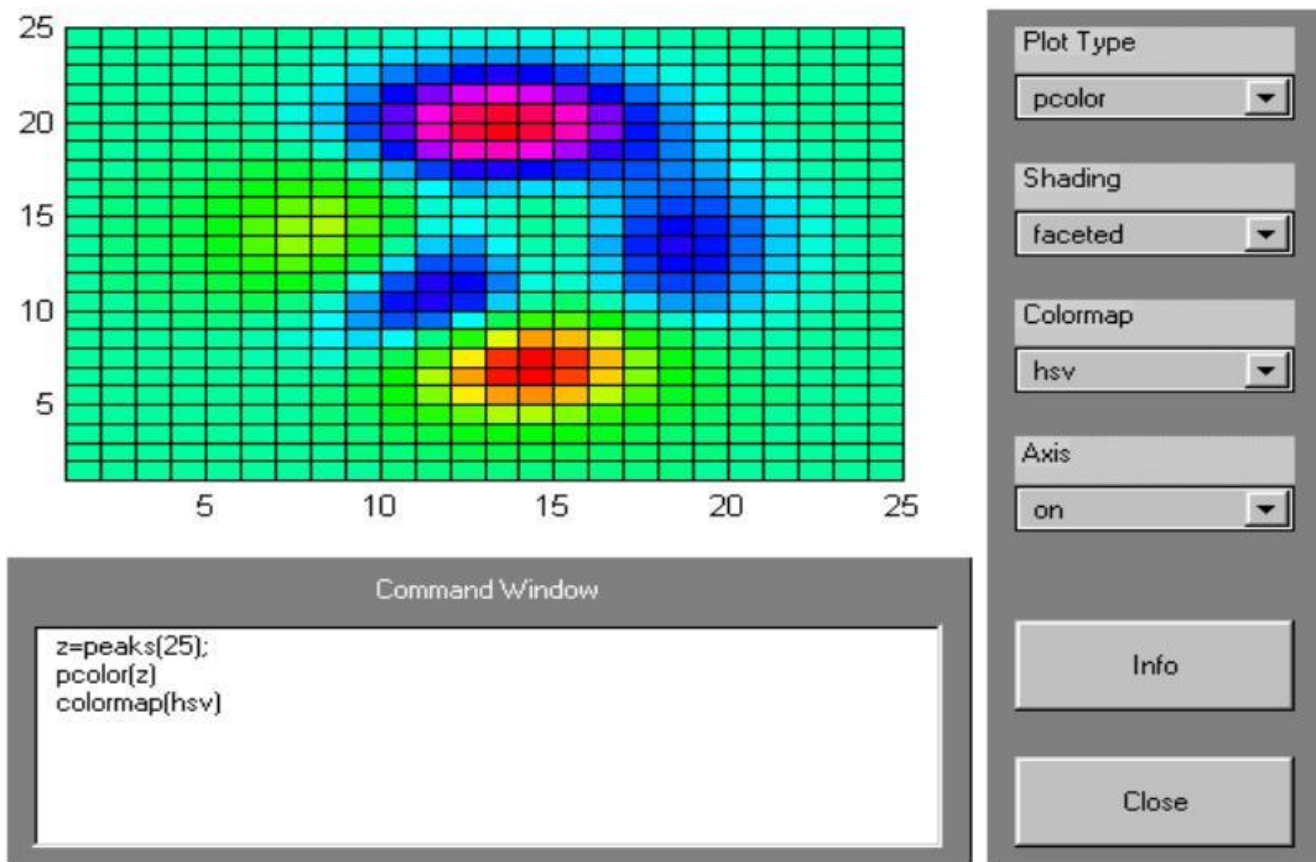 25
20
15
10
5
5 10 15 20 25
Plot Type
pcolor
Shading
faceted
Colormap
hsv
Axis
on
Command Window
z=peaks(25);
pcolor(z)
colormap(hsv)
Info
Close